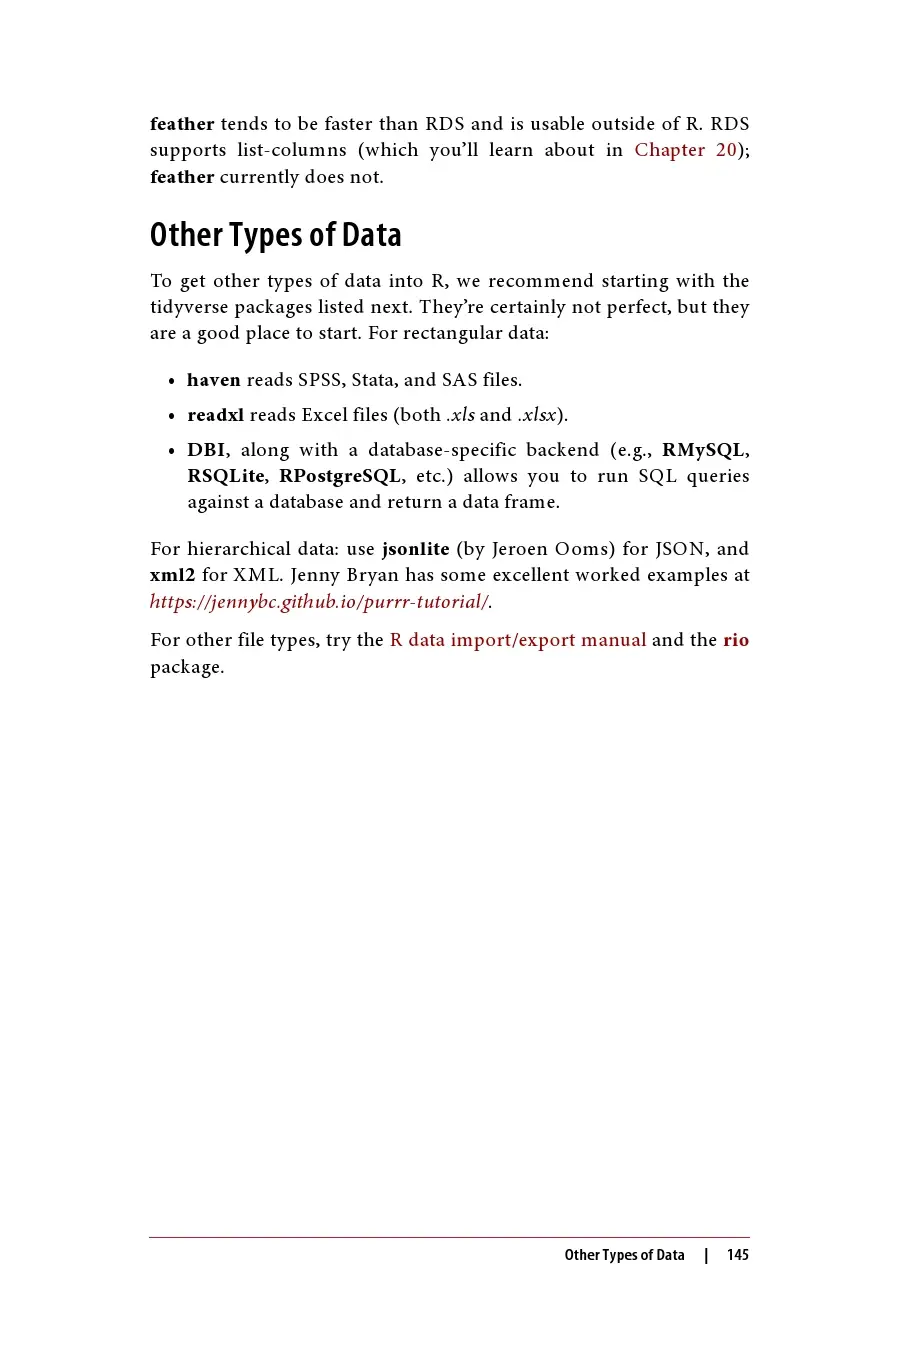 feather tends to be faster than RDS and is usable outside of R. RDS
supports list-columns (which you’ll learn about in Chapter 20);
feather currently does not.
Other Types of Data
To get other types of data into R, we recommend starting with the
tidyverse packages listed next. They’re certainly not perfect, but they
are a good place to start. For rectangular data:
• haven reads SPSS, Stata, and SAS files.
• readxl reads Excel files (both .xls and .xlsx).
• DBI, along with a database-specific backend (e.g., RMySQL,
RSQLite, RPostgreSQL, etc.) allows you to run SQL queries
against a database and return a data frame.
For hierarchical data: use jsonlite (by Jeroen Ooms) for JSON, and
xml2 for XML. Jenny Bryan has some excellent worked examples at
https://jennybc.github.io/purrr-tutorial/.
For other file types, try the R data import/export manual and the rio
package.
Other Types of Data | 145